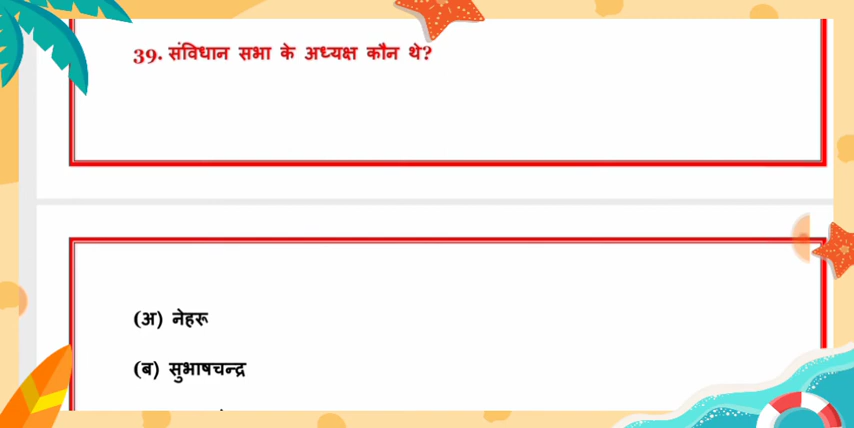 39. संविधान सभा के अध्यक्ष कौन थे?
(अ) नेहरू
(ब) सुभाषचन्द्र